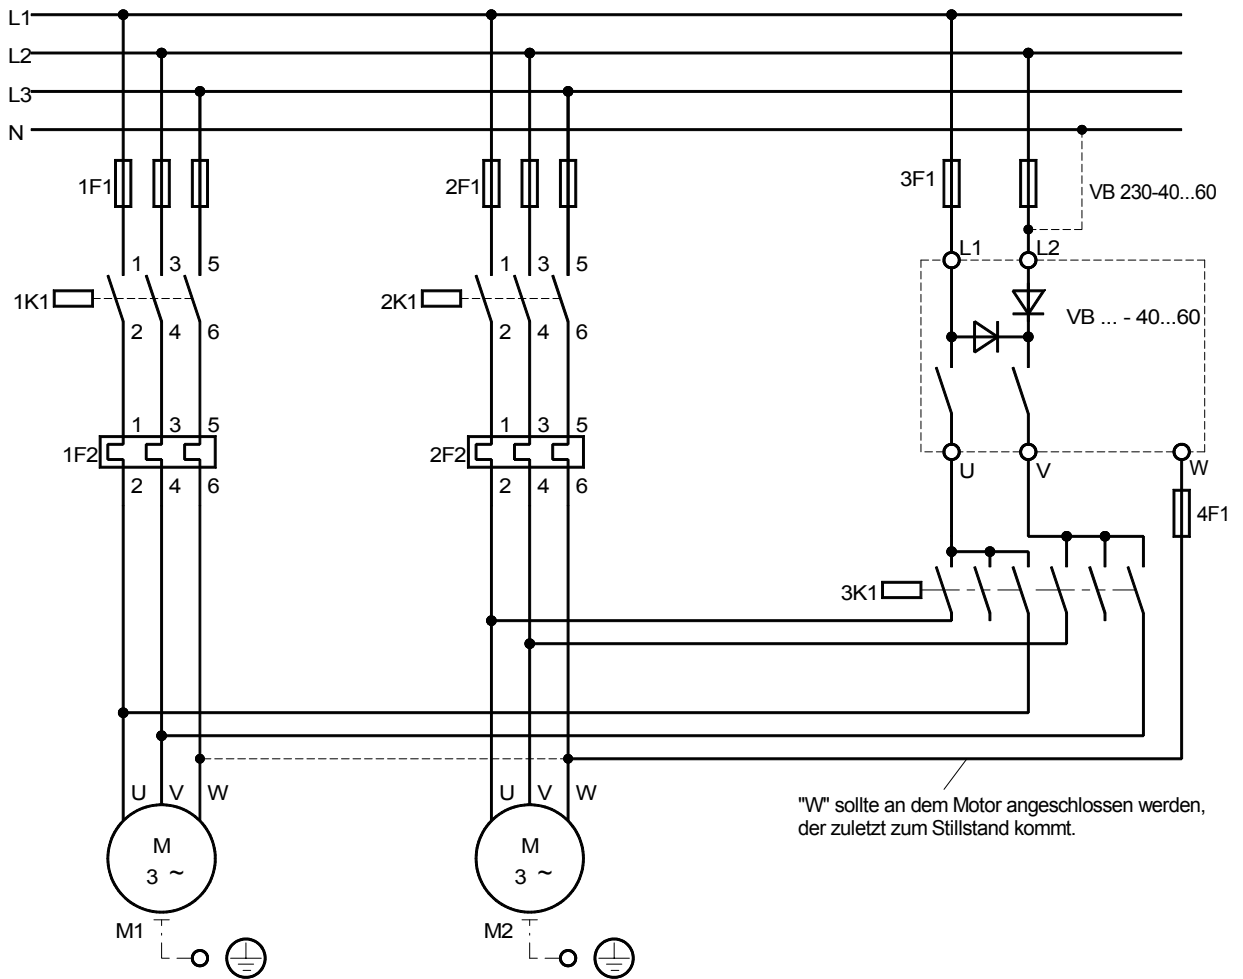 L1
L2
L3
N
1F1
2F1
3F1
VB 230-40...60
L1
L2
1 3 5
1K1
2 4 6
1 3 5
2K1
2 4 6
VB ... - 40...60
1 3 5
1F2
2 4 6
1 3 5
2F2
2 4 6
U
V
W
4F1
3K1
U V W
M
3 ~
M1
U V W
M
3 ~
M2
"W" sollte an dem Motor angeschlossen werden,
der zuletzt zum Stillstand kommt.